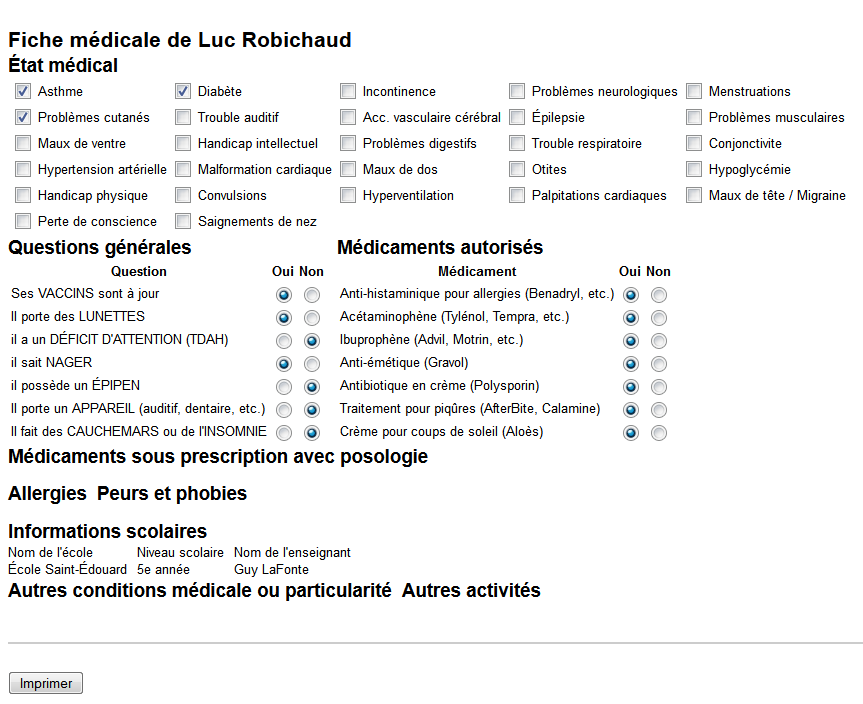 Fiche médicale de Luc Robichaud
État médical
Asthme Diabète Incontinence Problèmes neurologiques Menstruations
Problèmes cutanés Trouble auditif Acc. vasculaire cérébral Épilepsie Problèmes musculaires
Maux de ventre Handicap intellectuel Problèmes digestifs Trouble respiratoire Conjonctivite
Hypertention artérielle Malformation cardiaque Maux de dos Otites Hypoglycémie
Handicap physique Convulsions Hyperventilation Palpitations cardiaques Maux de tête / Migraine
Perte de conscience Saignements de nez
Questions générales Médicaments autorisés
Question Oui Non Médicament Oui Non
Ses VACCINS sont à jour Anti-histaminique pour allergies (Benadryl, etc.)
Il porte des LUNETTES Acétaminophène (Tylénol, Tempra, etc.)
il a un DÉFICIT D'ATTENTION (TDAH) Ibuprophène (Advil, Motrin, etc.)
il sait NAGER Anti-émétique (Gravol)
il possède un ÉPIPEN Antibiotique en crème (Polysporin)
Il porte un APPAREIL (auditif, dentaire, etc.) Traitement pour piqûres (AfterBite, Calamine)
Il fait des CAUCHEMARS ou de l'INSOMNIE Crème pour coups de soleil (Aloès)
Médicaments sous prescription avec posologie
Allergies Peurs et phobies
Informations scolaires
Nom de l'école Niveau scolaire Nom de l'enseignant
École Saint-Édouard 5e année Guy LaFonte
Autres conditions médicale ou particularité Autres activités
Imprimer